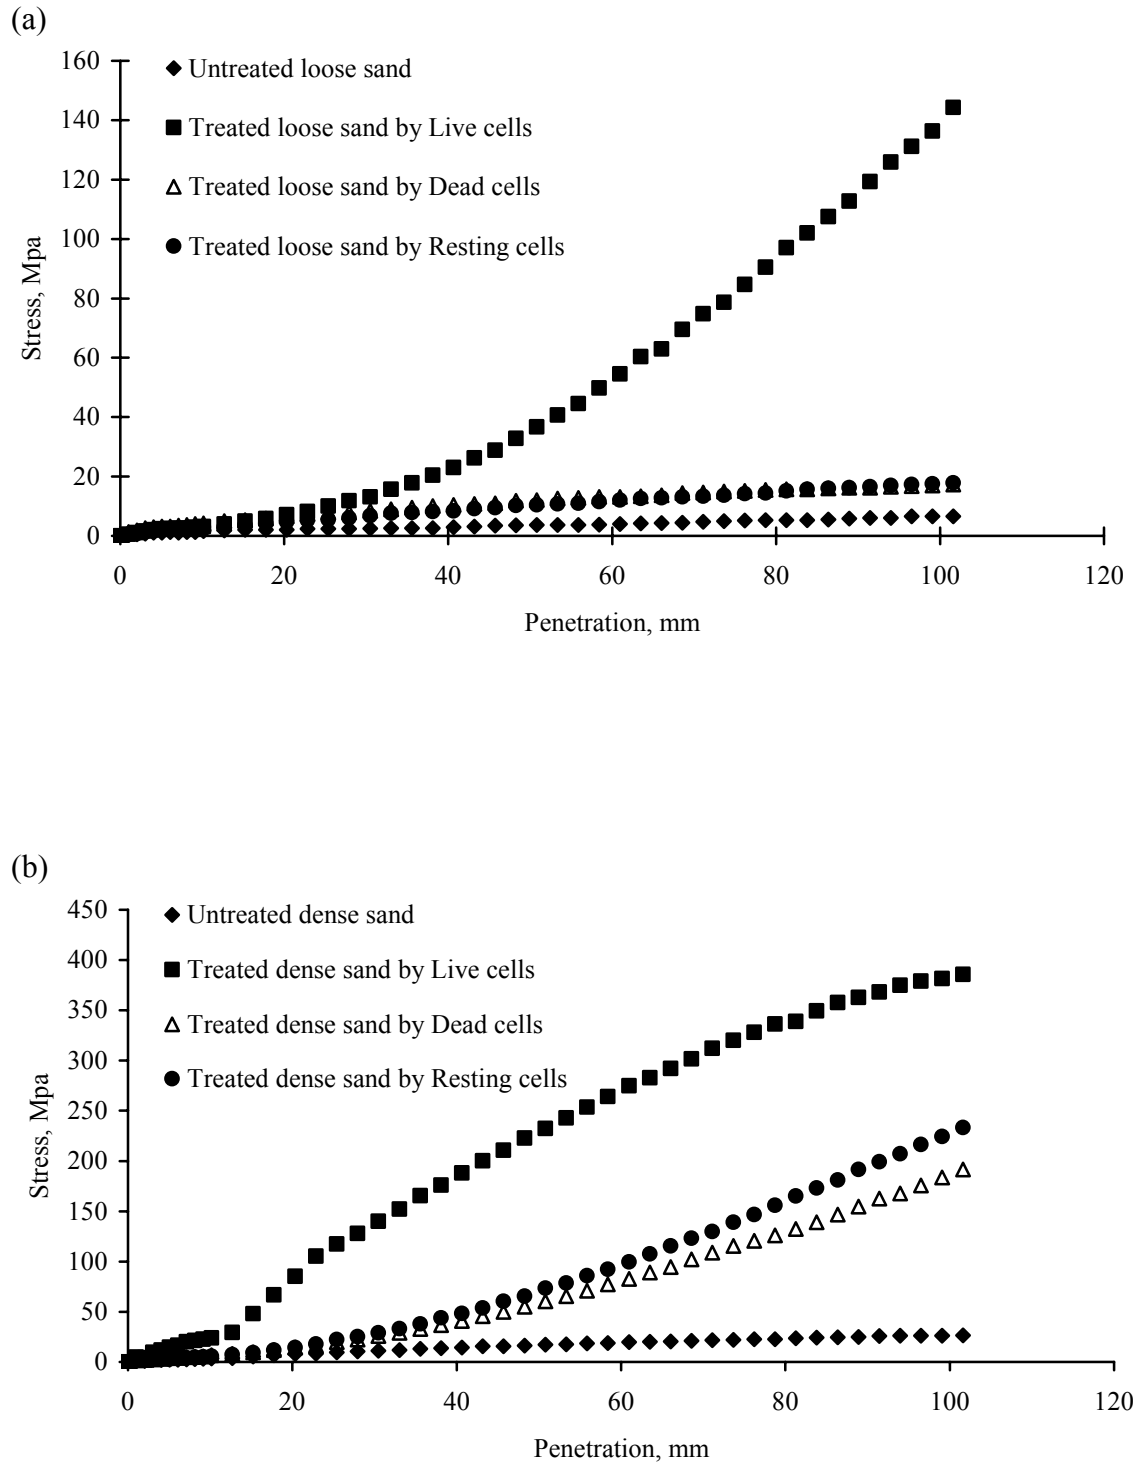 (a)
160
140
120
100
80
60
40
20
0
Stress, Mpa
Untreated loose sand
Treated loose sand by Live cells
Treated loose sand by Dead cells
Treated loose sand by Resting cells
0 20 40 60 80 100 120
Penetration, mm
(b)
450
400
350
300
250
200
150
100
50
0
Stress, Mpa
Untreated dense sand
Treated dense sand by Live cells
Treated dense sand by Dead cells
Treated dense sand by Resting cells
0 20 40 60 80 100 120
Penetration, mm